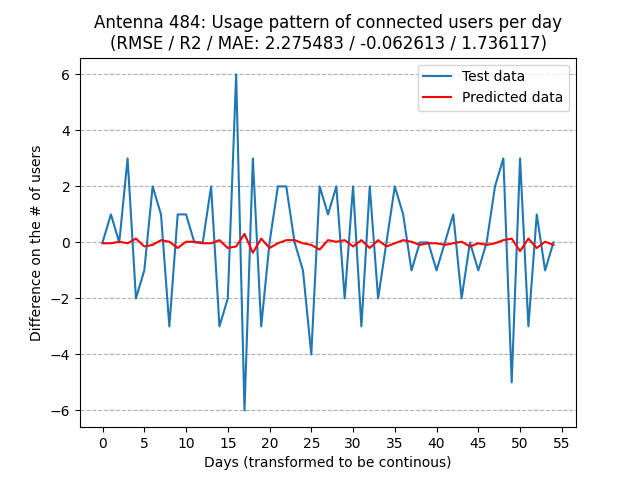 Antenna 484: Usage pattern of connected users per day
(RMSE / R2 / MAE: 2.275483 / -0.062613 / 1.736117)
Test data
Predicted data
Difference on the # of users
6
4
2
0
−2
−4
−6
0 5 10 15 20 25 30 35 40 45 50 55
Days (transformed to be continous)